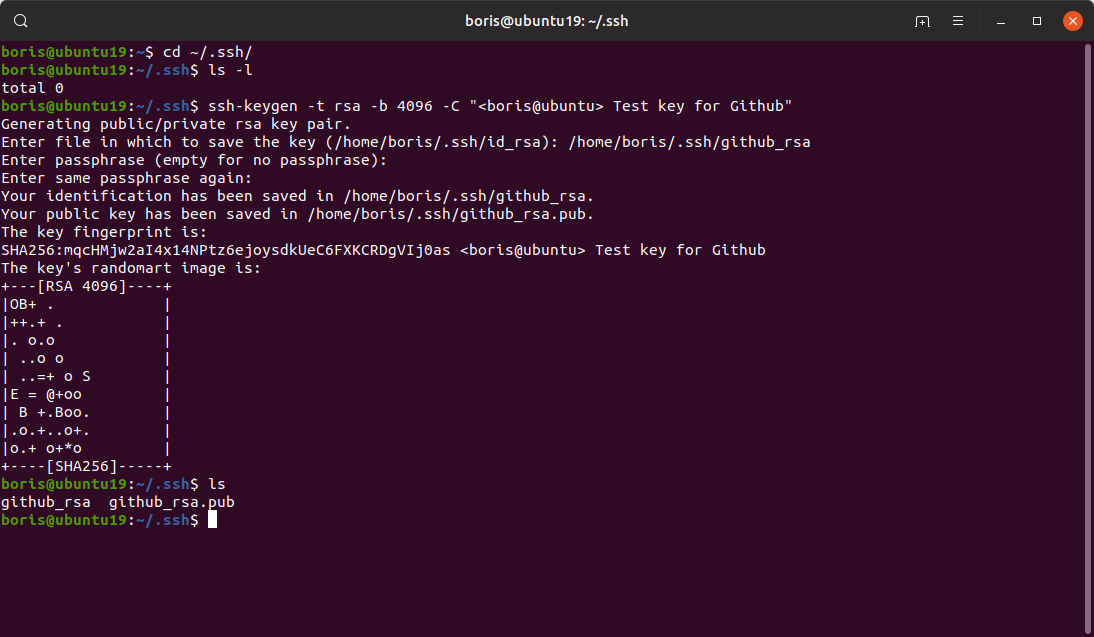 boris@ubuntu19: ~/.ssh
boris@ubuntu19:~$ cd ~/.ssh/
boris@ubuntu19:~/.ssh$ ls -l
total 0
boris@ubuntu19:~/.ssh$ ssh-keygen -t rsa -b 4096 -C "<boris@ubuntu> Test key for Github"
Generating public/private rsa key pair.
Enter file in which to save the key (/home/boris/.ssh/id_rsa): /home/boris/.ssh/github_rsa
Enter passphrase (empty for no passphrase):
Enter same passphrase again:
Your identification has been saved in /home/boris/.ssh/github_rsa.
Your public key has been saved in /home/boris/.ssh/github_rsa.pub.
The key fingerprint is:
SHA256:mqcHMjw2aI4x14NPtz6ejoysdkUeC6FXKCRDgVIj0as <boris@ubuntu> Test key for Github
The key's randomart image is:
+---[RSA 4096]----+
|OB+ .            |
|++.+ .           |
|. o.o            |
| ..o o           |
| ..=+ o S        |
|E = @+oo         |
| B +.Boo.        |
|.o.+..o+.        |
|o.+ o+*o         |
+----[SHA256]-----+
boris@ubuntu19:~/.ssh$ ls
github_rsa  github_rsa.pub
boris@ubuntu19:~/.ssh$